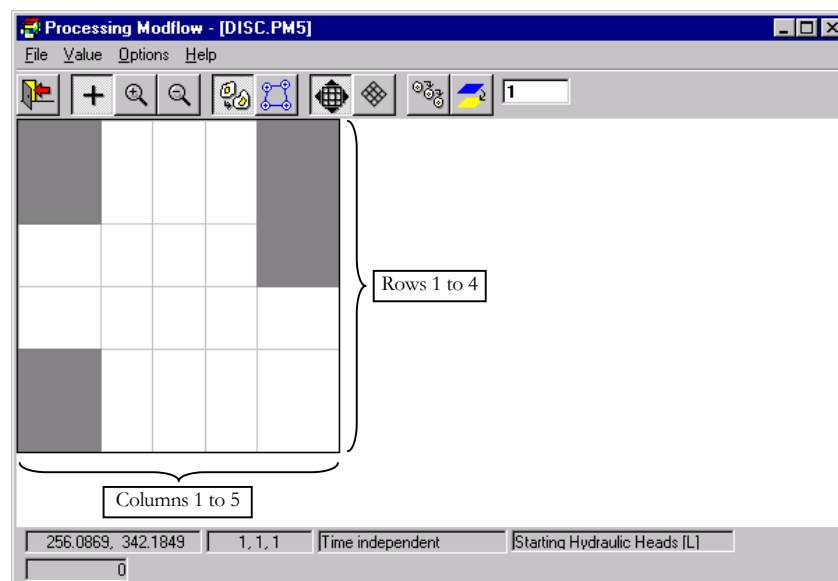 Processing Modflow - [DISC.PM5]
File Value Options Help
1
Rows 1 to 4
Columns 1 to 5
256.0869, 342.1849 1, 1, 1 Time independent Starting Hydraulic Heads [L]
0